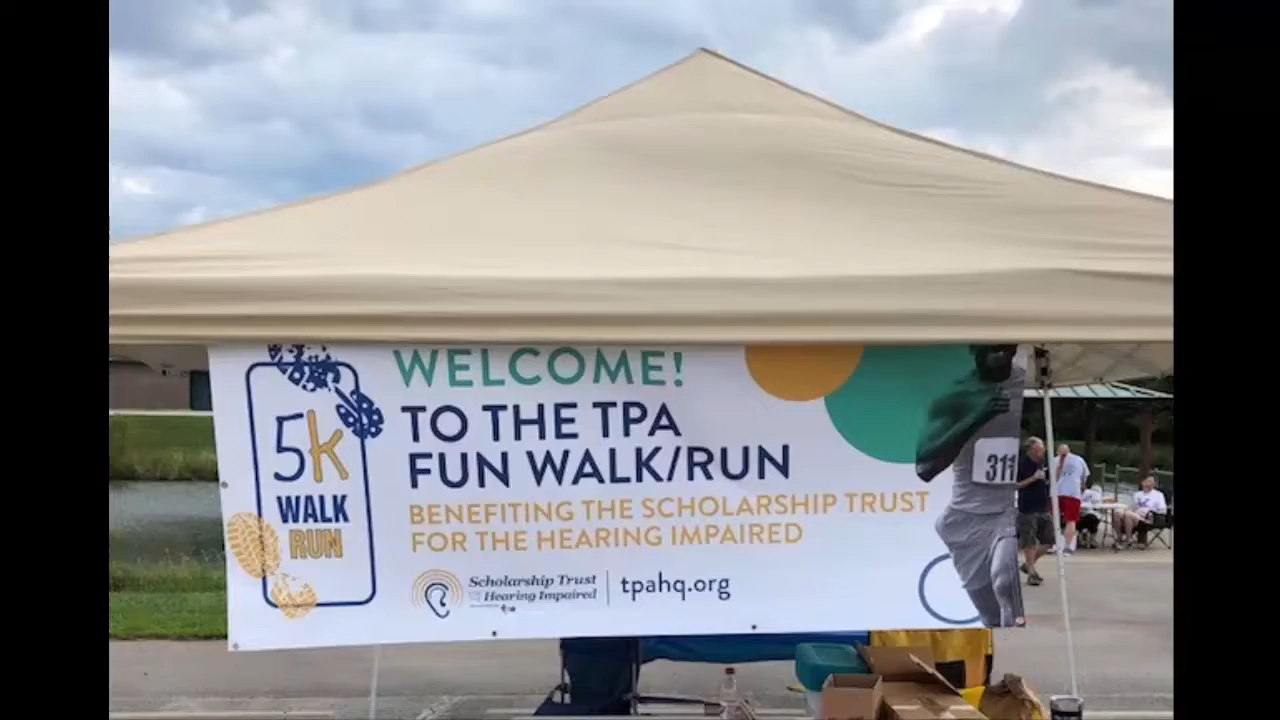 WELCOME!
TO THE TPA
FUN WALK/RUN
BENEFITING THE SCHOLARSHIP TRUST
FOR THE HEARING IMPAIRED
5k
WALK
RUN
Scholarship Trust
Hearing Impaired
tpahq.org
311